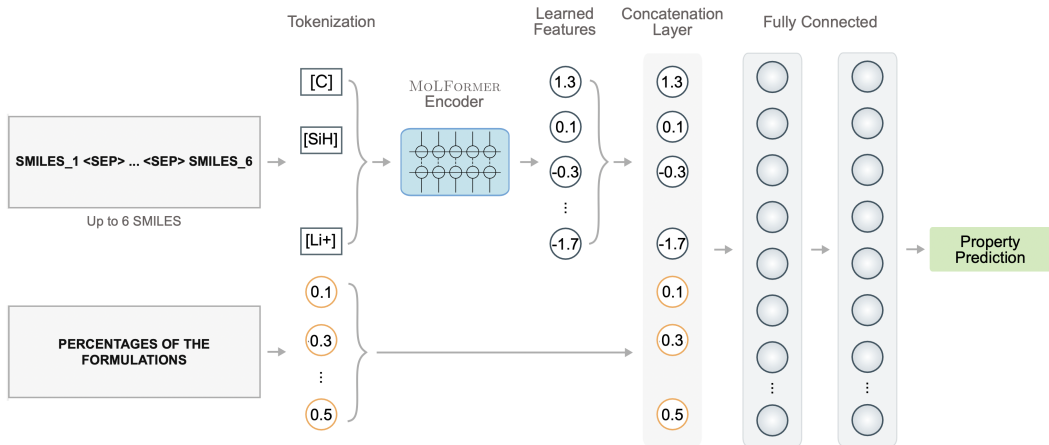 Tokenization
Learned
Features
Concatenation
Layer
Fully Connected
MOLFORMER
Encoder
[C]
[SiH]
[Li+]
SMILES_1 <SEP> ... <SEP> SMILES_6
Up to 6 SMILES
1.3
0.1
-0.3
...
-1.7
1.3
0.1
-0.3
-1.7
0.1
0.3
0.5
...
...
Property
Prediction
PERCENTAGES OF THE
FORMULATIONS
0.1
0.3
...
0.5